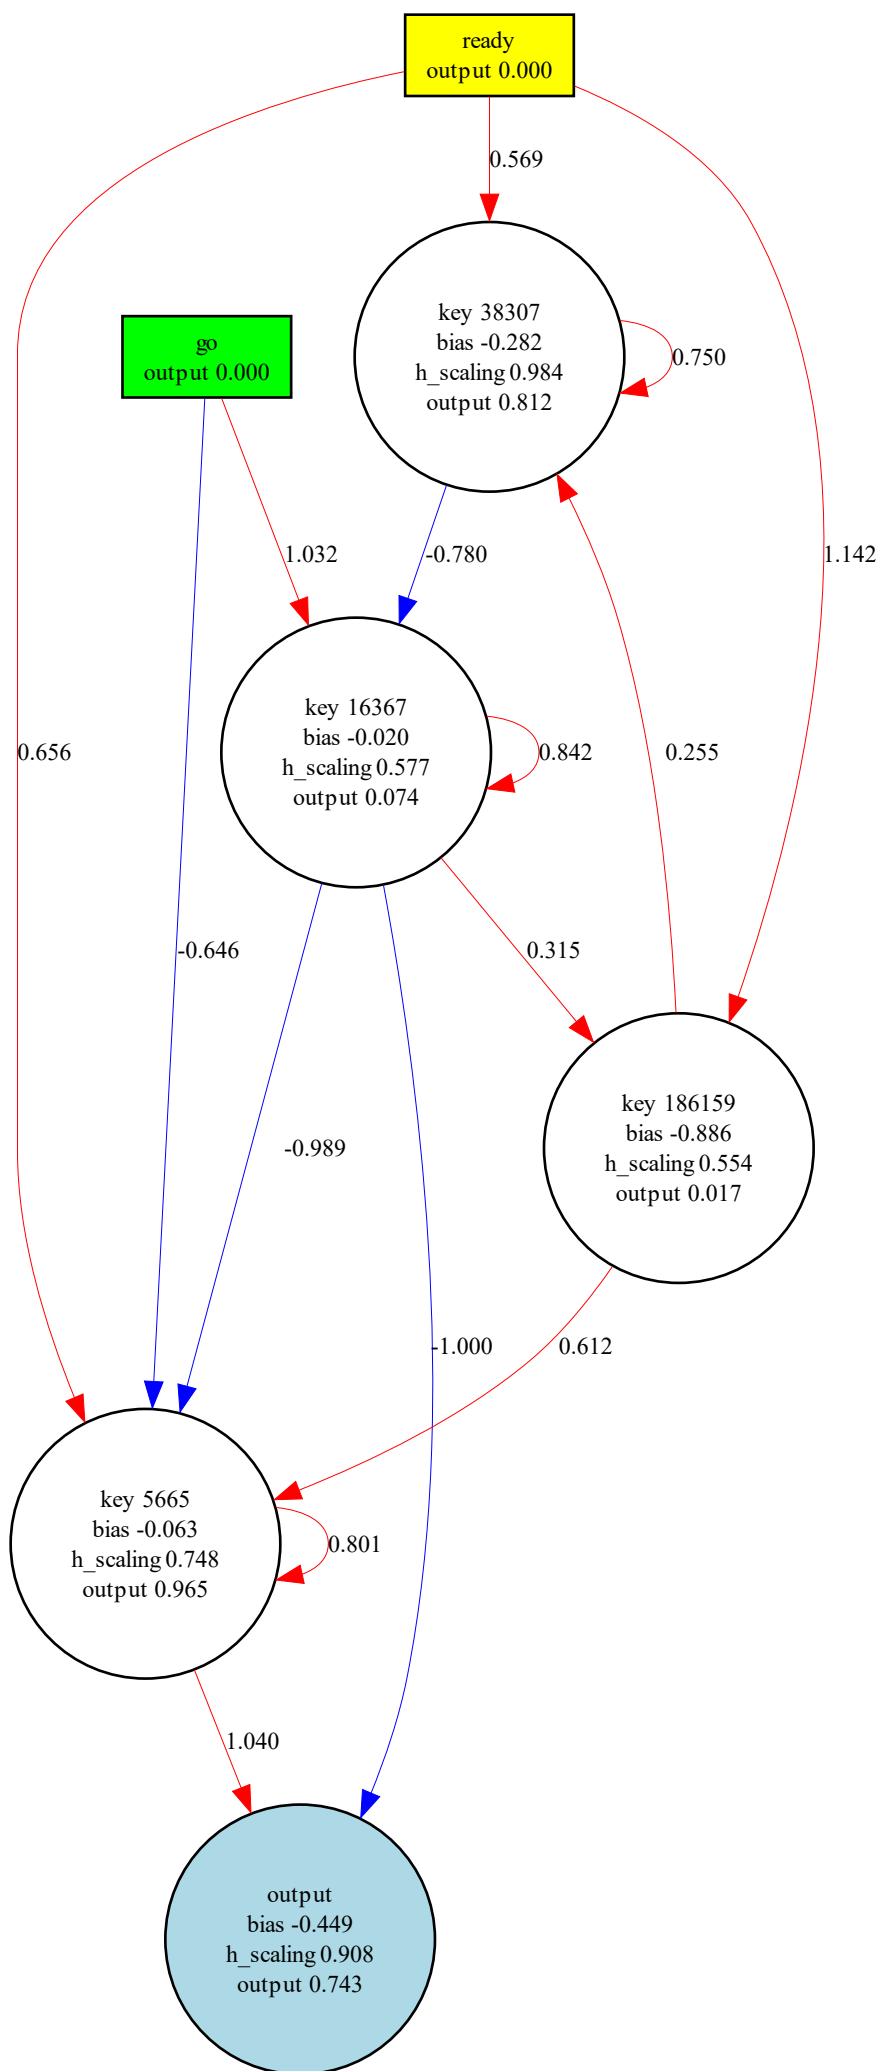 ready
output 0.000
0.569
key 38307
bias -0.282
h_scaling 0.984
output 0.812
0.750
go
output 0.000
1.032
-0.780
1.142
key 16367
bias -0.020
h_scaling 0.577
output 0.074
0.656
0.842
0.255
-0.646
0.315
-0.989
key 186159
bias -0.886
h_scaling 0.554
output 0.017
-1.000
0.612
key 5665
bias -0.063
h_scaling 0.748
output 0.965
0.801
1.040
output
bias -0.449
h_scaling 0.908
output 0.743